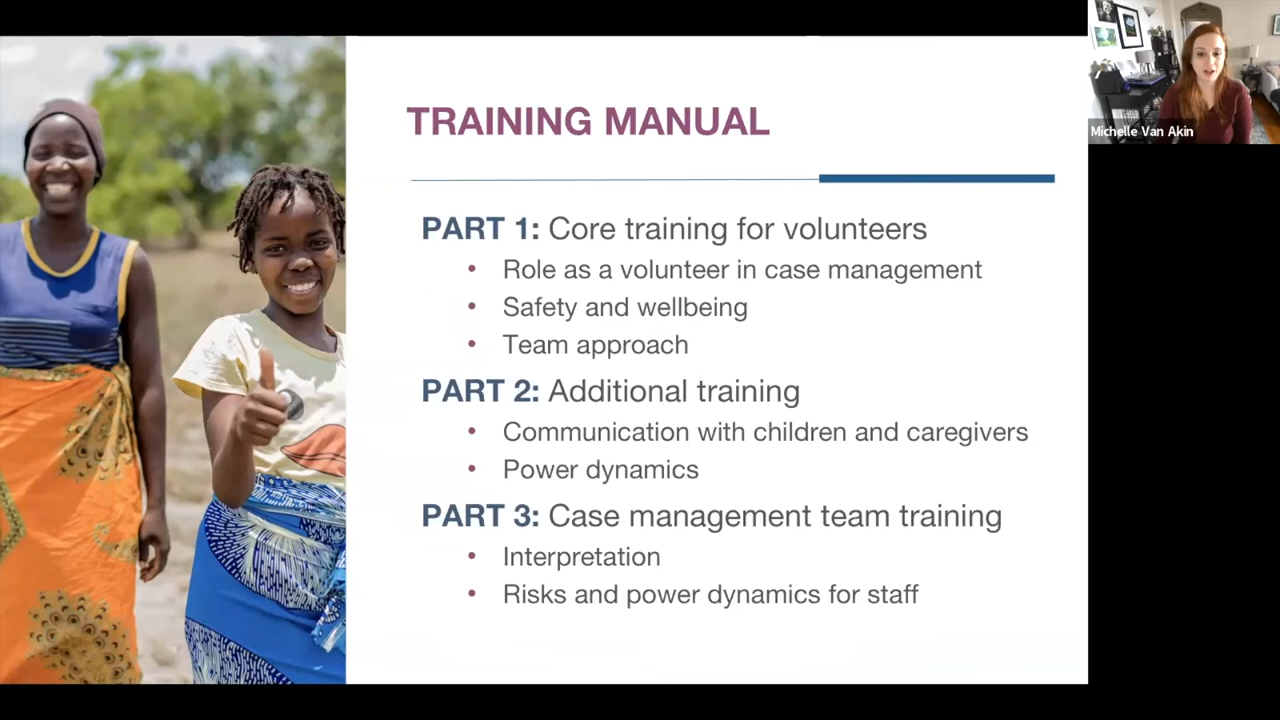 TRAINING MANUAL
PART 1: Core training for volunteers
• Role as a volunteer in case management
• Safety and wellbeing
• Team approach
PART 2: Additional training
• Communication with children and caregivers
• Power dynamics
PART 3: Case management team training
• Interpretation
• Risks and power dynamics for staff
Michelle Van Akin